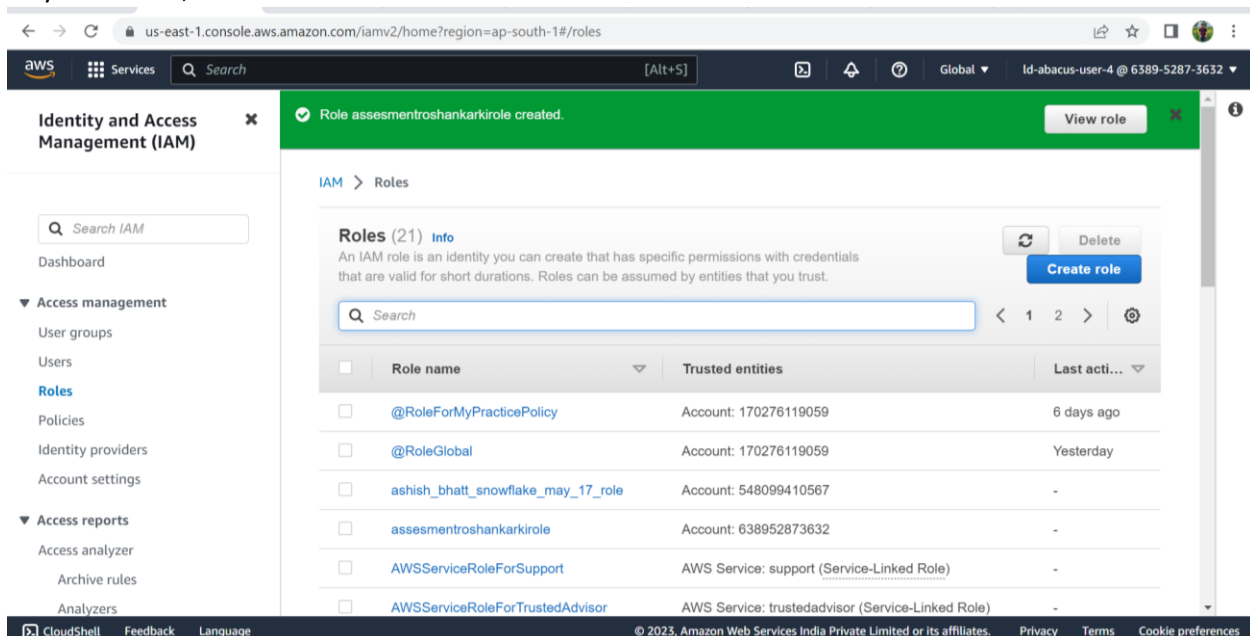 us-east-1.console.aws.amazon.com/iamv2/home?region=ap-south-1#/roles
aws Services Search [Alt+S] Global ld-abacus-user-4 @ 6389-5287-3632
Identity and Access
Management (IAM)
Search IAM
Dashboard
Access management
User groups
Users
Roles
Policies
Identity providers
Account settings
Access reports
Access analyzer
Archive rules
Analyzers
Role assesmentroshankarkirole created.
View role
IAM > Roles
Roles (21) Info
An IAM role is an identity you can create that has specific permissions with credentials
that are valid for short durations. Roles can be assumed by entities that you trust.
Delete
Create role
Search
1 2
Role name Trusted entities Last acti...
@RoleForMyPracticePolicy Account: 170276119059 6 days ago
@RoleGlobal Account: 170276119059 Yesterday
ashish_bhatt_snowflake_may_17_role Account: 548099410567 -
assesmentroshankarkirole Account: 638952873632 -
AWSServiceRoleForSupport AWS Service: support (Service-Linked Role) -
AWSServiceRoleForTrustedAdvisor AWS Service: trustedadvisor (Service-Linked Role) -
CloudShell Feedback Language © 2023, Amazon Web Services India Private Limited or its affiliates. Privacy Terms Cookie preferences